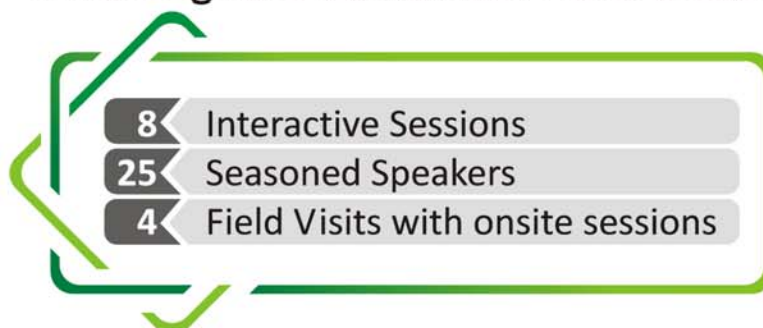 8 Interactive Sessions
25 Seasoned Speakers
4 Field Visits with onsite sessions